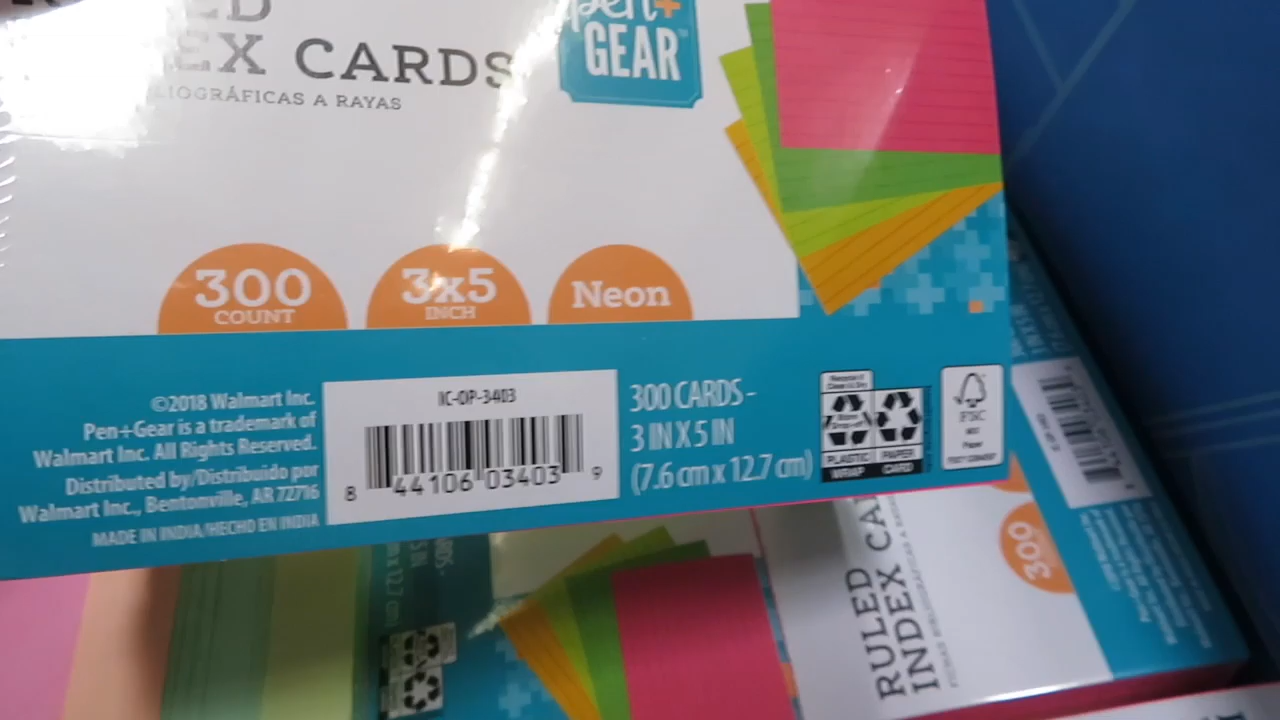 EX CARDS
A RAYAS
pen+
GEAR™
300
COUNT
3x5
INCH
Neon
©2018 Walmart Inc.
Pen+Gear is a trademark of
Walmart Inc. All Rights Reserved.
Distributed by/Distribuido por
Walmart Inc., Bentonville, AR 72716
MADE IN INDIA/HECHO EN INDIA
IC-OP-3403
8 44106 03403 9
300 CARDS -
3 IN X 5 IN
(7.6 cm x 12.7 cm)
PLASTIC
WRAP
PAPER
CARD
FSC
Paper
RULED
INDEX CA
300